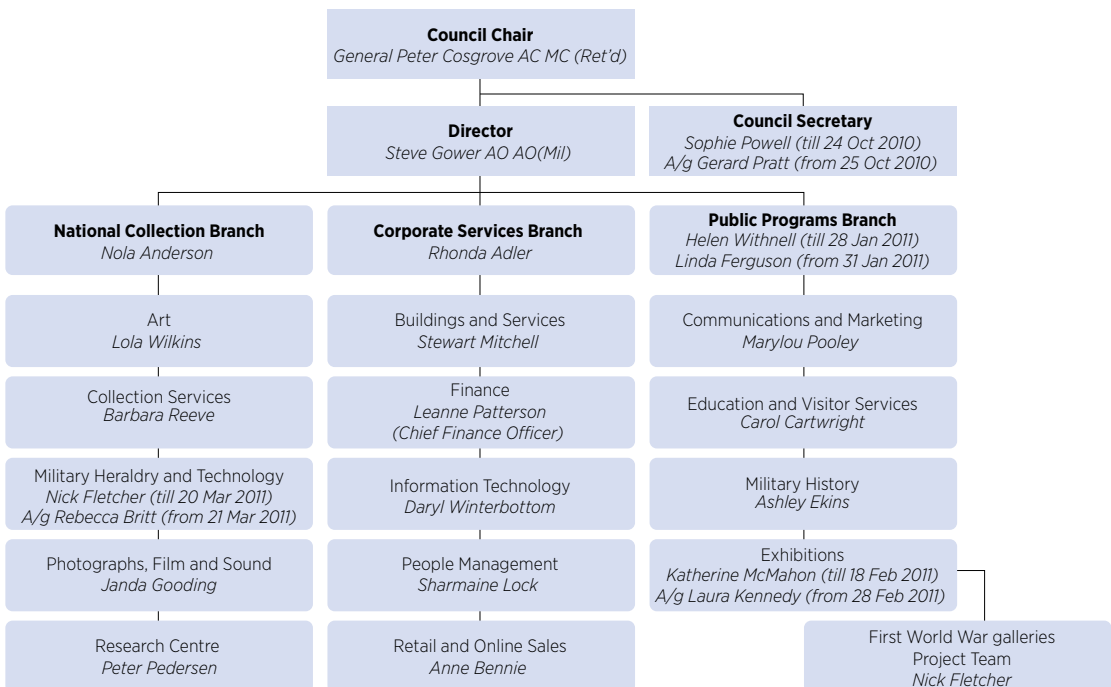 Council Chair
General Peter Cosgrove AC MC (Ret’d)
Director
Steve Gower AO AO(Mil)
Council Secretary
Sophie Powell (till 24 Oct 2010)
A/g Gerard Pratt (from 25 Oct 2010)
National Collection Branch
Nola Anderson
Art
Lola Wilkins
Collection Services
Barbara Reeve
Military Heraldry and Technology
Nick Fletcher (till 20 Mar 2011)
A/g Rebecca Britt (from 21 Mar 2011)
Photographs, Film and Sound
Janda Gooding
Research Centre
Peter Pedersen
Corporate Services Branch
Rhonda Adler
Buildings and Services
Stewart Mitchell
Finance
Leanne Patterson
(Chief Finance Officer)
Information Technology
Daryl Winterbottom
People Management
Sharmaine Lock
Retail and Online Sales
Anne Bennie
Public Programs Branch
Helen Withnell (till 28 Jan 2011)
Linda Ferguson (from 31 Jan 2011)
Communications and Marketing
Marylou Pooley
Education and Visitor Services
Carol Cartwright
Military History
Ashley Ekins
Exhibitions
Katherine McMahon (till 18 Feb 2011)
A/g Laura Kennedy (from 28 Feb 2011)
First World War galleries
Project Team
Nick Fletcher